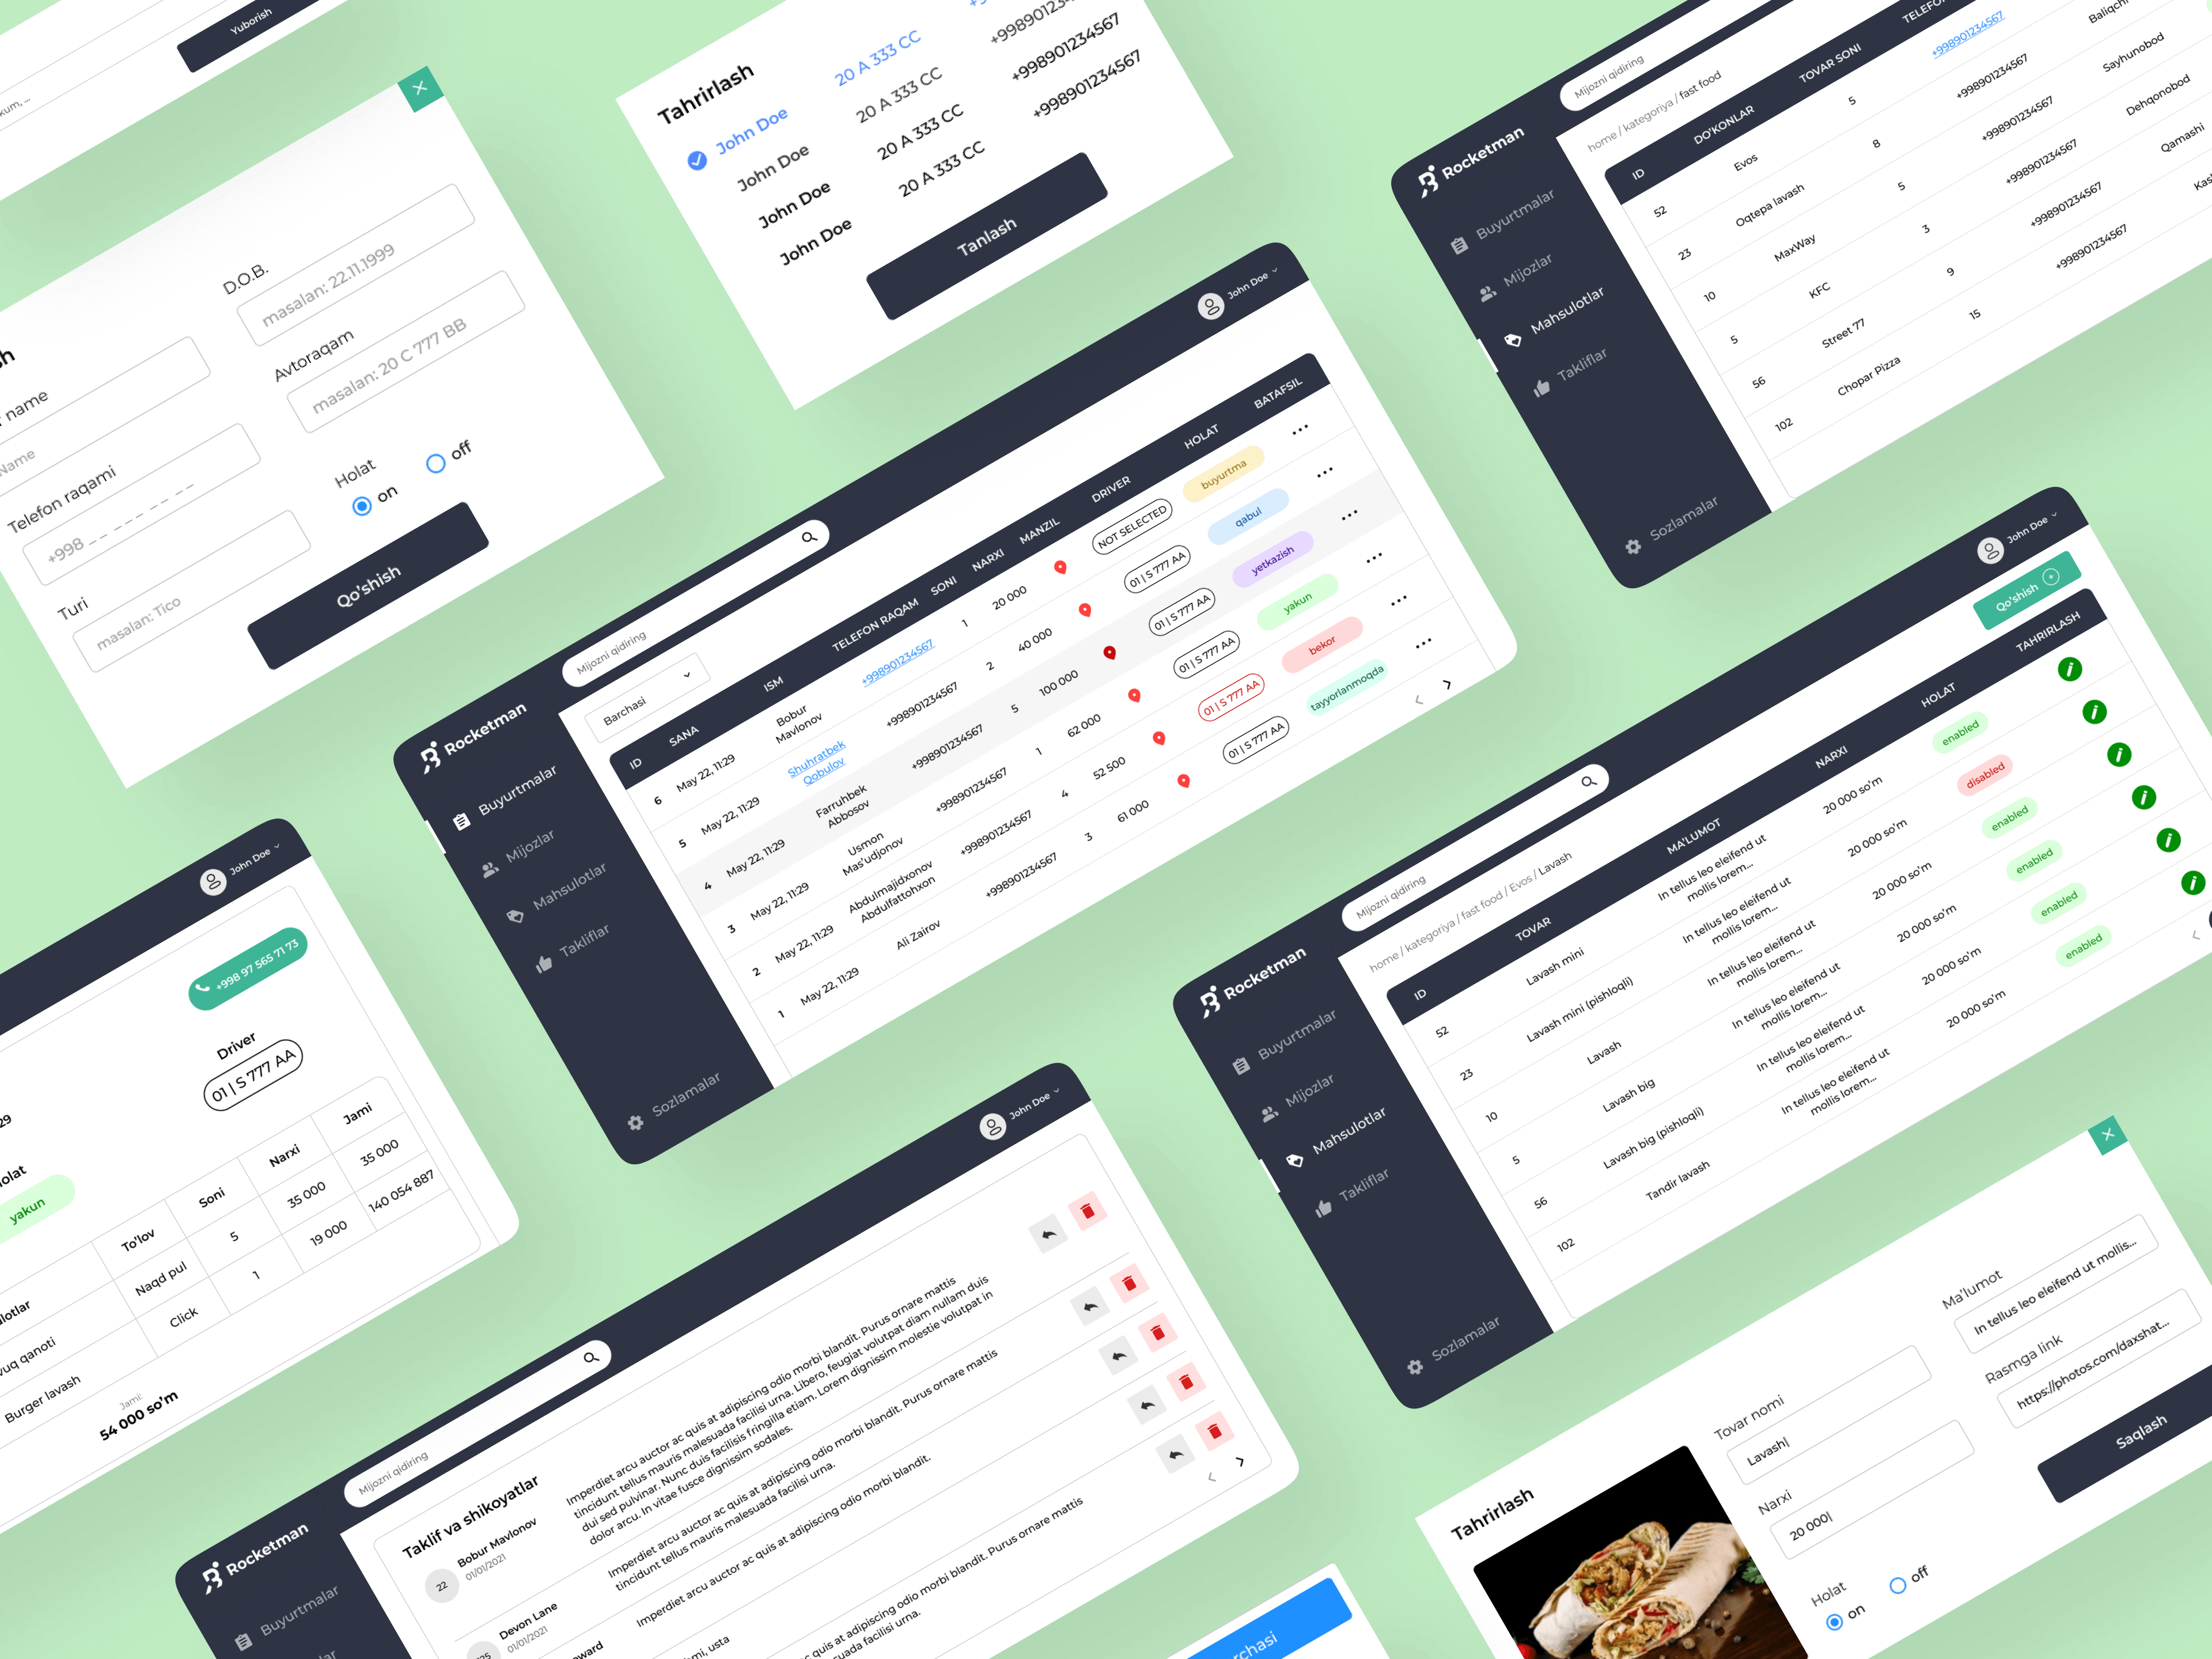 Yuborish
D.O.B.
masalan: 22.11.1999
Avtoraqam
masalan: 20 C 777 BB
name
Name
Telefon raqami
+998 _ _ _ _ _ _ _
Holat
on
off
Turi
masalan: Tico
Qo'shish
Tahrirlash
John Doe 20 A 333 CC
John Doe 20 A 333 CC
John Doe 20 A 333 CC +998901234567
John Doe 20 A 333 CC +998901234567
Tanlash
Rocketman
Mijozni qidiring
home / kategoriya / fast food
Buyurtmalar
Mijozlar
Mahsulotlar
Takliflar
Sozlamalar
ID DO'KONLAR TOVAR SONI
52 Evos 5 +998901234567
23 Oqtepa lavash 8 +998901234567 Sayhunobod
10 MaxWay 5 +998901234567 Dehqonobod
5 KFC 3 +998901234567 Qamashi
56 Street 77 9 +998901234567
102 Chopar Pizza 15 +998901234567
Rocketman
Mijozni qidiring
John Doe
Barchasi
Buyurtmalar
Mijozlar
Mahsulotlar
Takliflar
Sozlamalar
ID SANA ISM TELEFON RAQAM SONI NARXI MANZIL DRIVER HOLAT BATAFSIL
6 May 22, 11:29 Bobur Mavlonov +998901234567 1 20 000 NOT SELECTED buyurtma
5 May 22, 11:29 Shuhratbek Qobulov +998901234567 2 40 000 01 | S 777 AA qabul
4 May 22, 11:29 Farruhbek Abbosov +998901234567 5 100 000 01 | S 777 AA yetkazish
3 May 22, 11:29 Usmon Mas'udjonov +998901234567 1 62 000 01 | S 777 AA yakun
2 May 22, 11:29 Abdulmajidxonov Abdulfattohxon +998901234567 4 52 500 01 | S 777 AA bekor
1 May 22, 11:29 Ali Zairov +998901234567 3 61 000 01 | S 777 AA tayyorlanmoqda
John Doe
+998 97 565 71 73
Driver
01 | S 777 AA
29
yakun
To'lov Soni Narxi Jami
Naqd pul 5 35 000 35 000
Burger lavash Click 1 19 000 140 054 887
Jami:
54 000 so'm
Rocketman
Mijozni qidiring
John Doe
Qo'shish
home / kategoriya / fast food / Evos / Lavash
Buyurtmalar
Mijozlar
Mahsulotlar
Takliflar
Sozlamalar
ID TOVAR MA'LUMOT NARXI HOLAT TAHRIRLASH
52 Lavash mini In tellus leo eleifend ut mollis lorem... 20 000 so'm enabled
23 Lavash mini (pishloqli) In tellus leo eleifend ut mollis lorem... 20 000 so'm disabled
10 Lavash In tellus leo eleifend ut mollis lorem... 20 000 so'm enabled
5 Lavash big In tellus leo eleifend ut mollis lorem... 20 000 so'm enabled
56 Lavash big (pishloqli) In tellus leo eleifend ut mollis lorem... 20 000 so'm enabled
102 Tandir lavash In tellus leo eleifend ut mollis lorem... 20 000 so'm enabled
Rocketman
Mijozni qidiring
John Doe
Buyurtmalar
Taklif va shikoyatlar
22
Bobur Mavlonov
01/01/2021
Imperdiet arcu auctor ac quis at adipiscing odio morbi blandit. Purus ornare mattis
tincidunt tellus mauris malesuada facilisi urna. Libero, feugiat volutpat diam nullam duis
dui sed pulvinar. Nunc duis facilisis fringilla etiam. Lorem dignissim molestie volutpat in
dolor arcu. In vitae fusce dignissim sodales.
Devon Lane
01/01/2021
Imperdiet arcu auctor ac quis at adipiscing odio morbi blandit. Purus ornare mattis
tincidunt tellus mauris malesuada facilisi urna.
Imperdiet arcu auctor ac quis at adipiscing odio morbi blandit.
usta
quis at adipiscing odio morbi blandit. Purus ornare mattis
facilisi urna.
Tahrirlash
Tovar nomi
Lavash|
Ma'lumot
In tellus leo eleifend ut mollis...
Narxi
20 000|
Rasmga link
https://photos.com/daxshat...
Holat
on
off
Saqlash